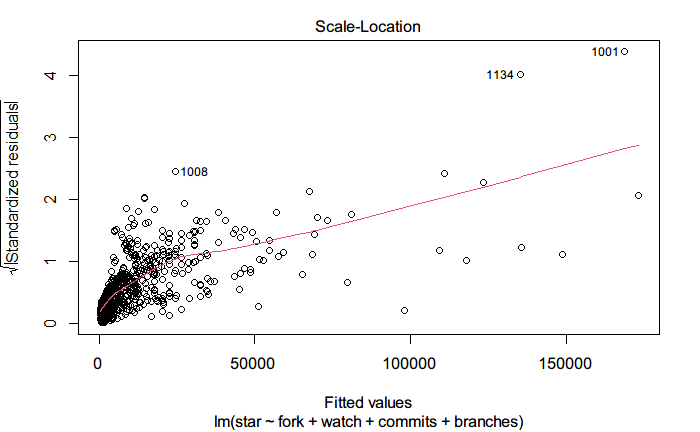 Scale-Location
√|Standardized residuals|
4
3
2
1
0
1001
1134
1008
0 50000 100000 150000
Fitted values
lm(star ~ fork + watch + commits + branches)